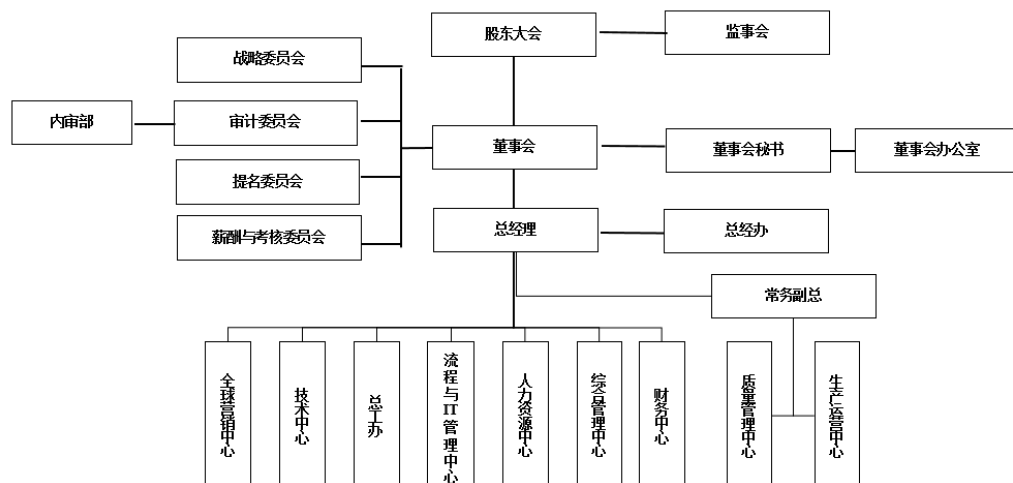 股东大会
监事会
战略委员会
内审部
审计委员会
董事会
董事会秘书
董事会办公室
提名委员会
薪酬与考核委员会
总经理
总经办
常务副总
全球营销中心
技术中心
总工办
流程与IT管理中心
人力资源中心
综合管理中心
财务中心
质量管理中心
生产运营中心